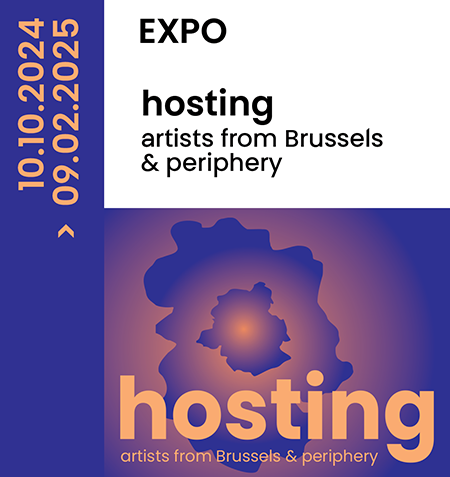 10.10.2024
> 09.02.2025
EXPO
hosting
artists from Brussels
& periphery
hosting
artists from Brussels & periphery